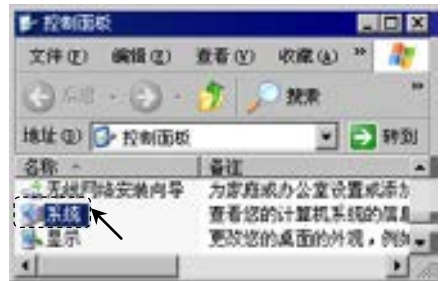 控制面板
文件(F) 编辑(E) 查看(V) 收藏(A) »
后退 搜索 »
地址(D) 控制面板 转到
名称 备注
无线网络安装向导 为家庭或办公室设置或添加
系统 查看您的计算机系统的信息
显示 更改您的桌面的外观，例如